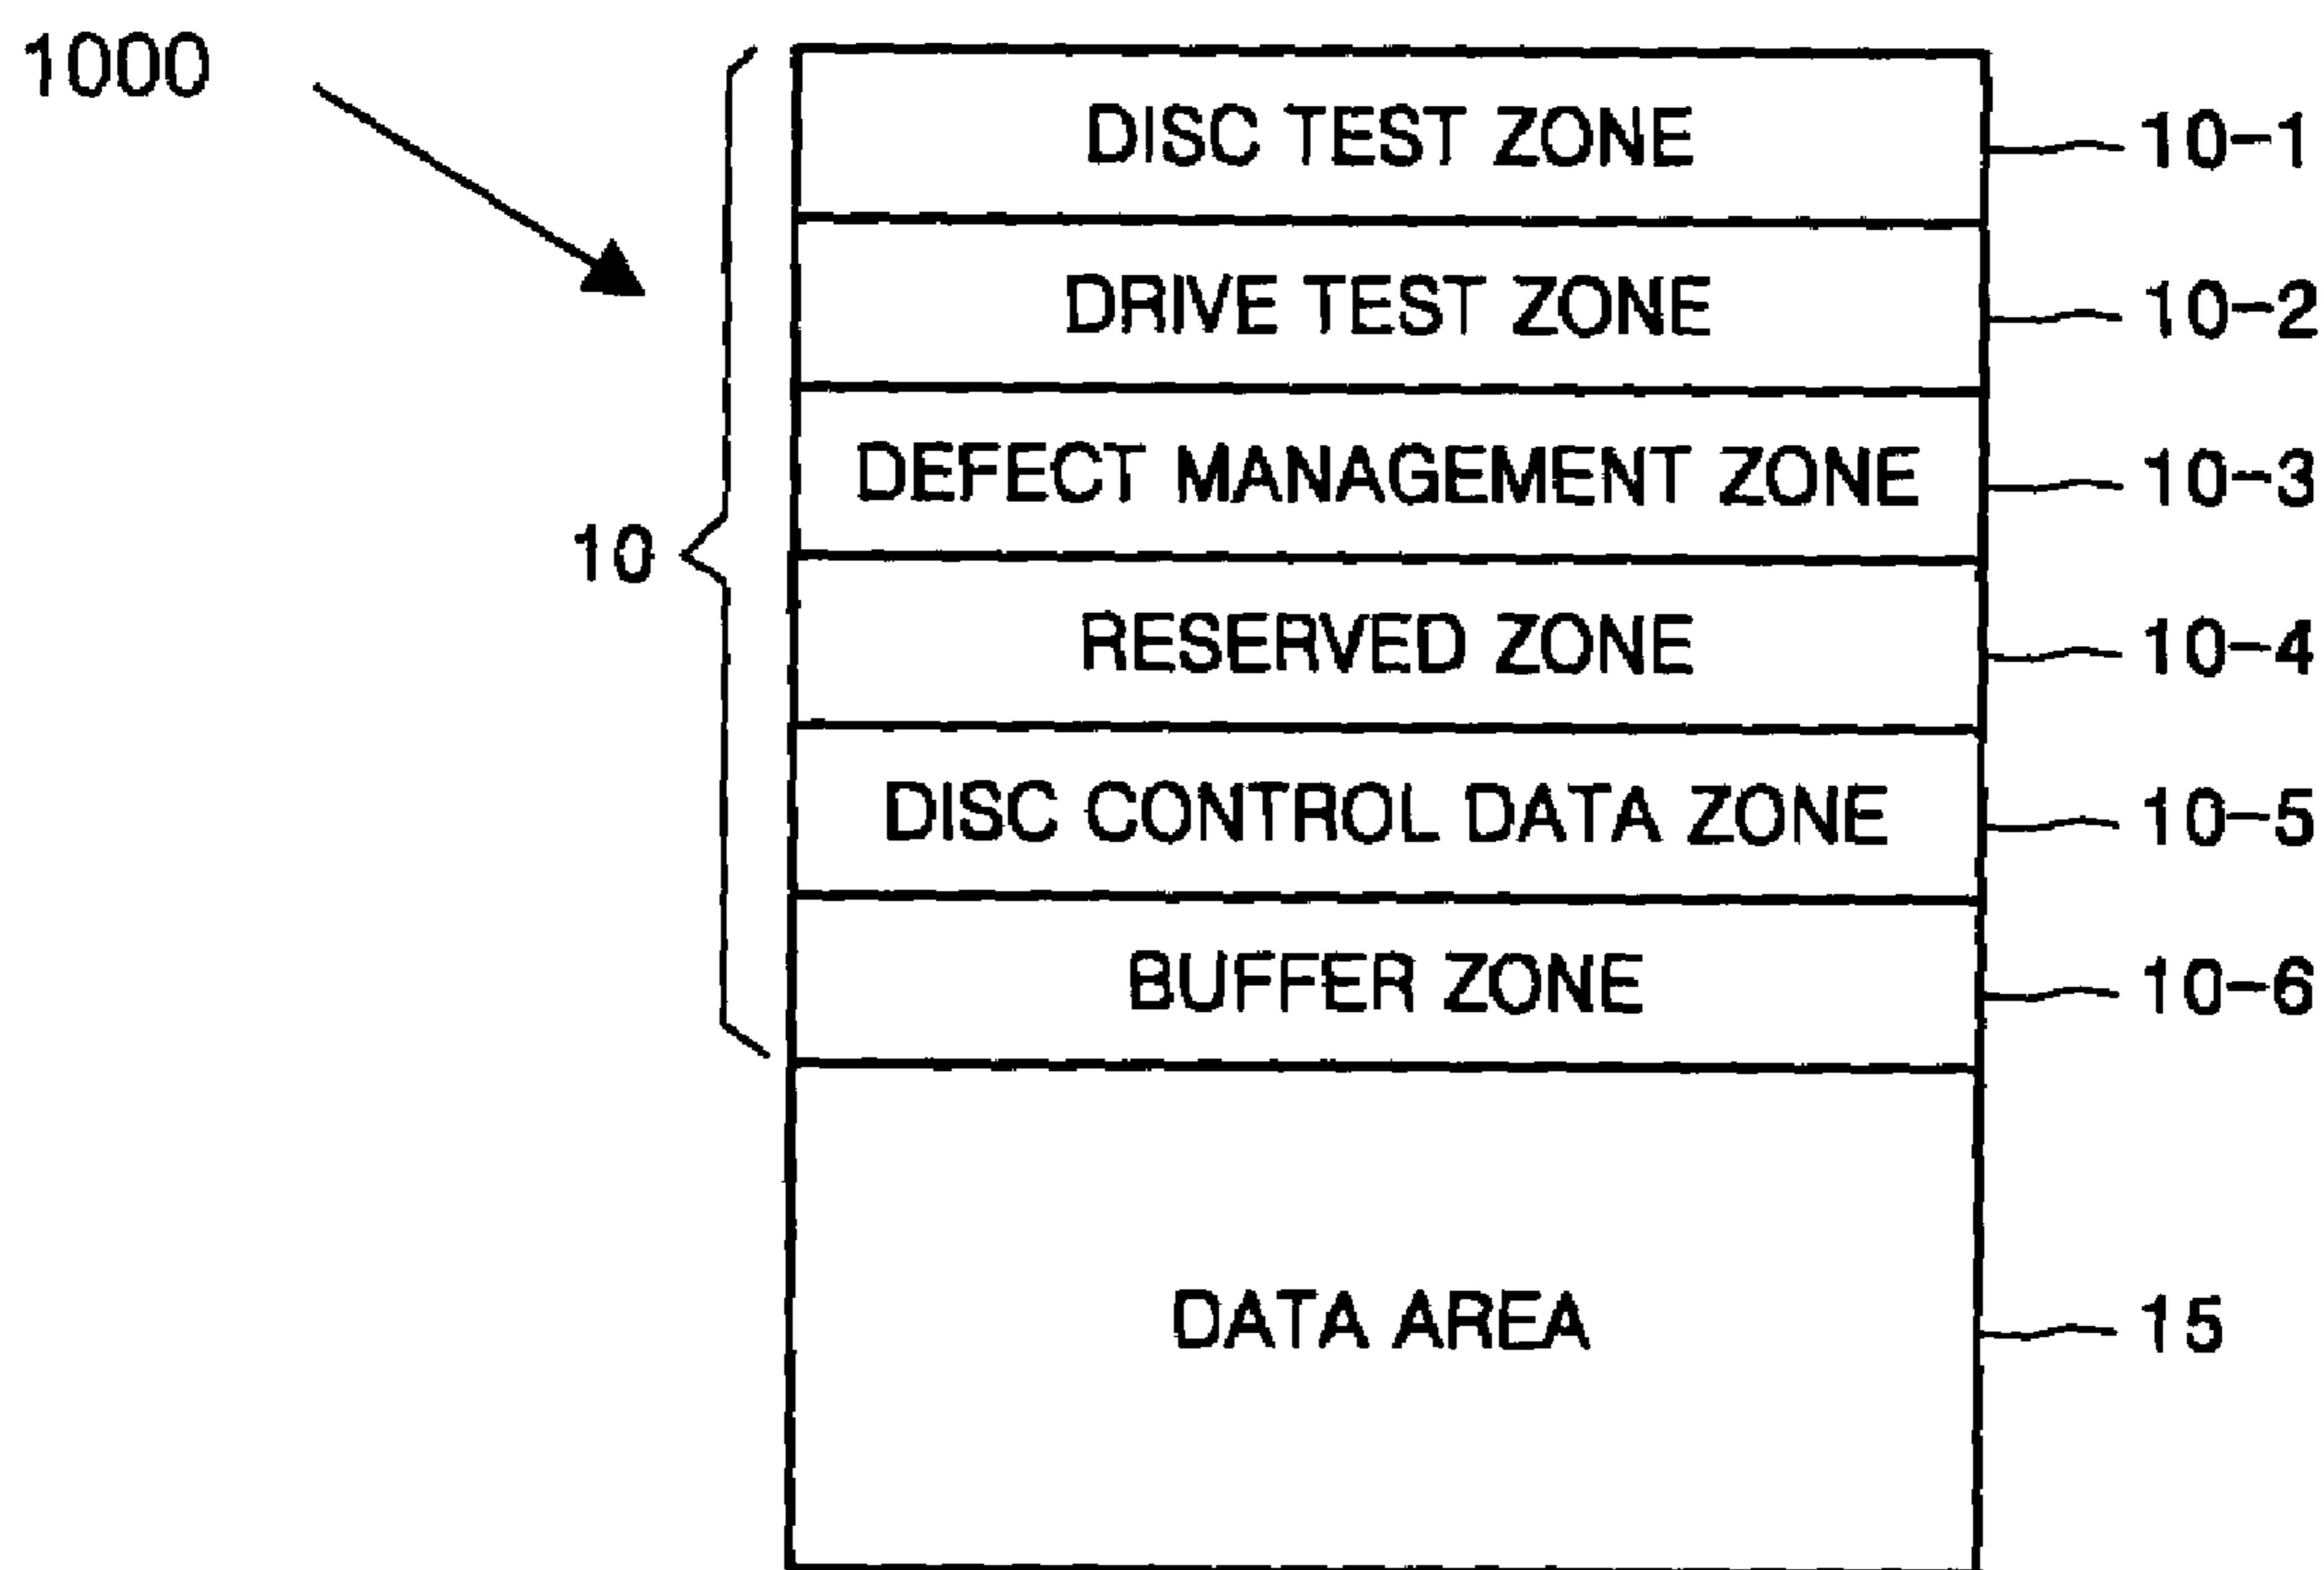 1000
DISC TEST ZONE 10-1
DRIVE TEST ZONE 10-2
DEFECT MANAGEMENT ZONE 10-3
10
RESERVED ZONE 10-4
DISC CONTROL DATA ZONE 10-5
BUFFER ZONE 10-6
DATA AREA 15